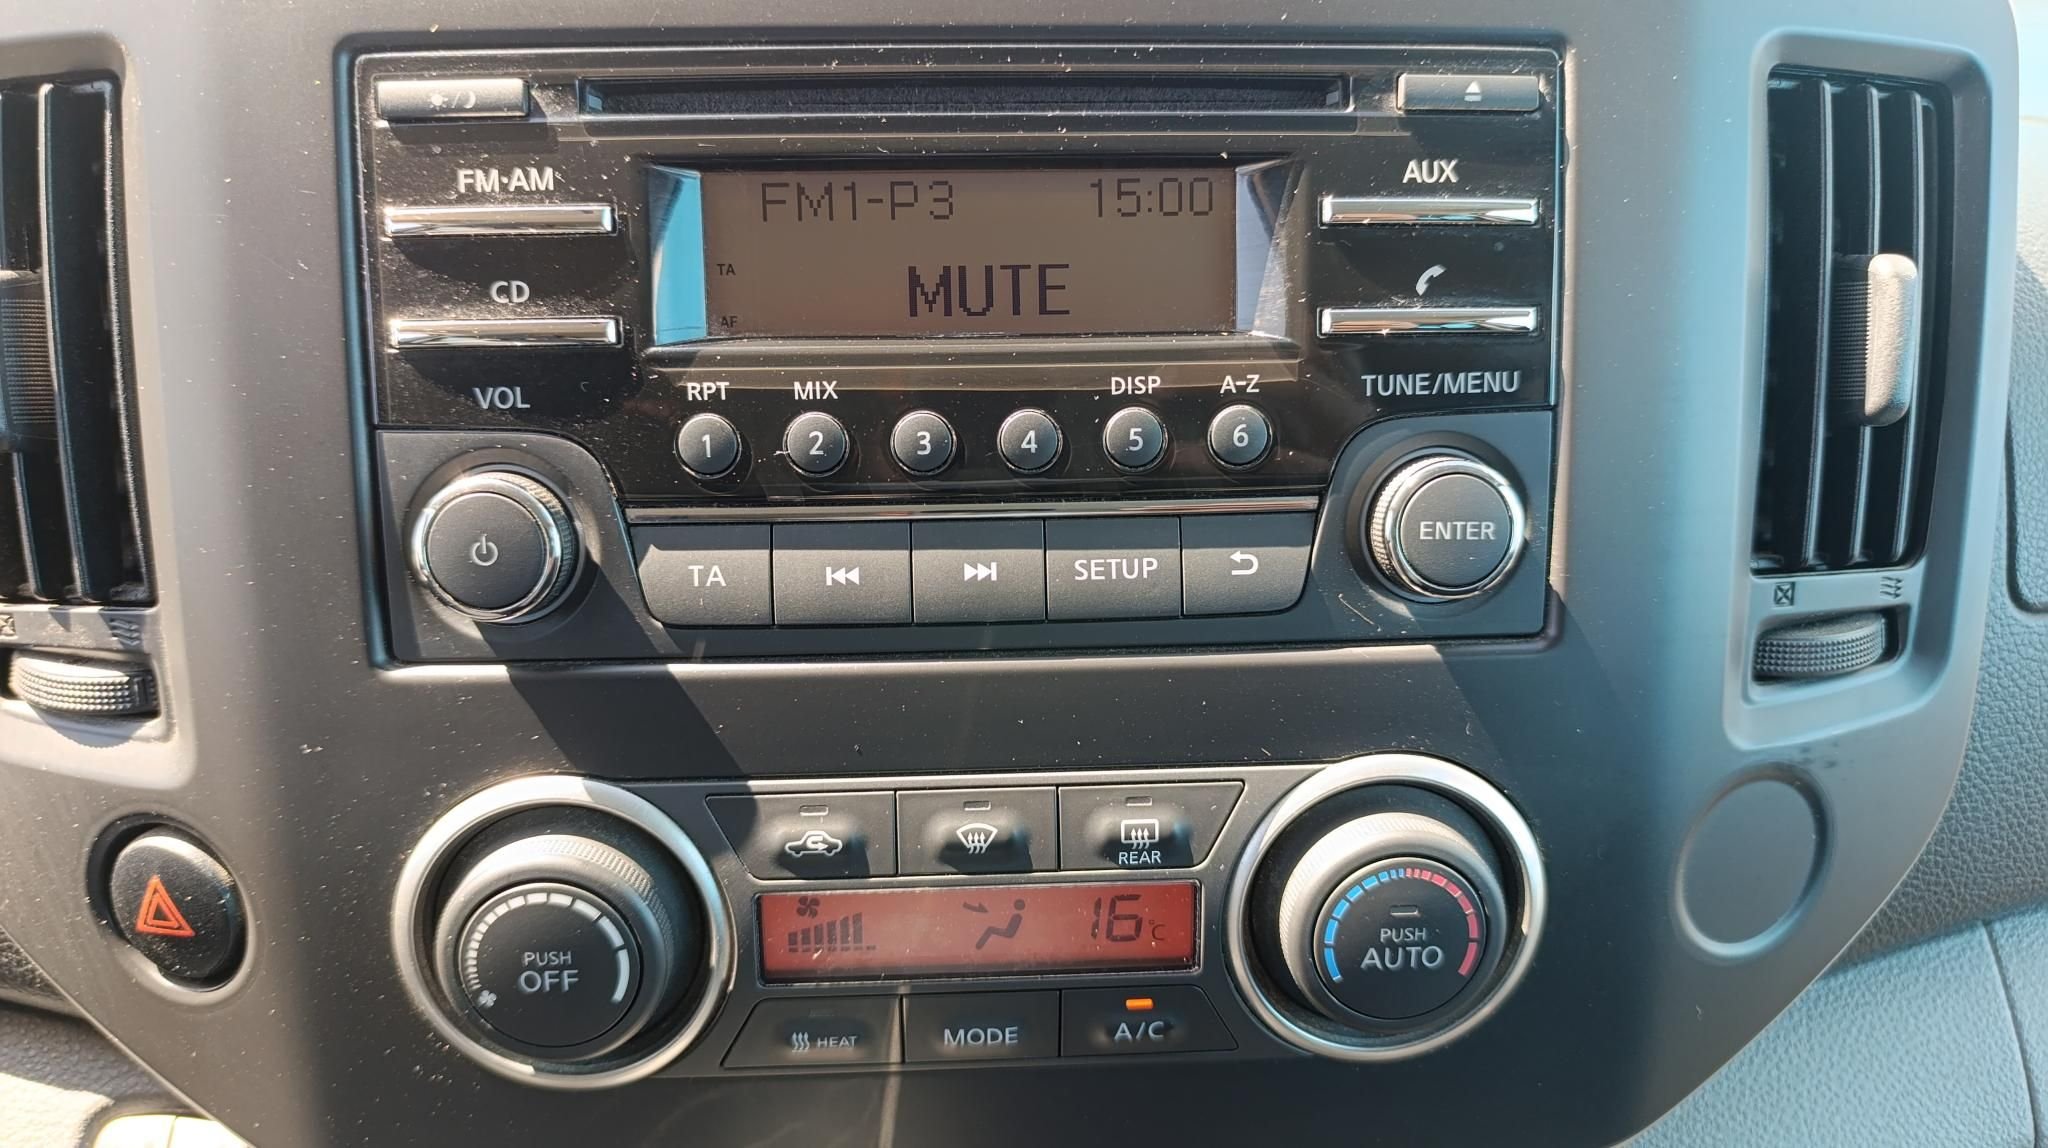 FM·AM
CD
VOL
FM1-P3 15:00
TA
MUTE
AF
AUX
TUNE/MENU
RPT MIX DISP A-Z
1 2 3 4 5 6
ENTER
TA SETUP
REAR
PUSH
OFF
16°C
PUSH
AUTO
HEAT MODE A/C